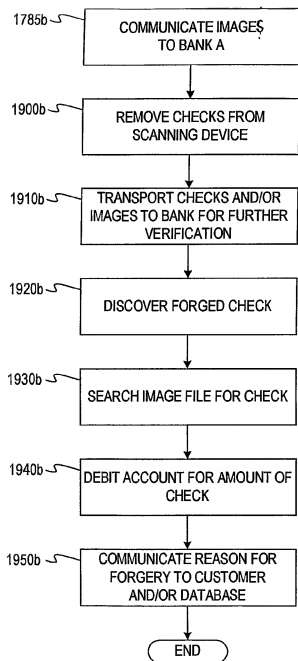 1785b
COMMUNICATE IMAGES
TO BANK A
1900b
REMOVE CHECKS FROM
SCANNING DEVICE
1910b
TRANSPORT CHECKS AND/OR
IMAGES TO BANK FOR FURTHER
VERIFICATION
1920b
DISCOVER FORGED CHECK
1930b
SEARCH IMAGE FILE FOR CHECK
1940b
DEBIT ACCOUNT FOR AMOUNT OF
CHECK
1950b
COMMUNICATE REASON FOR
FORGERY TO CUSTOMER
AND/OR DATABASE
END